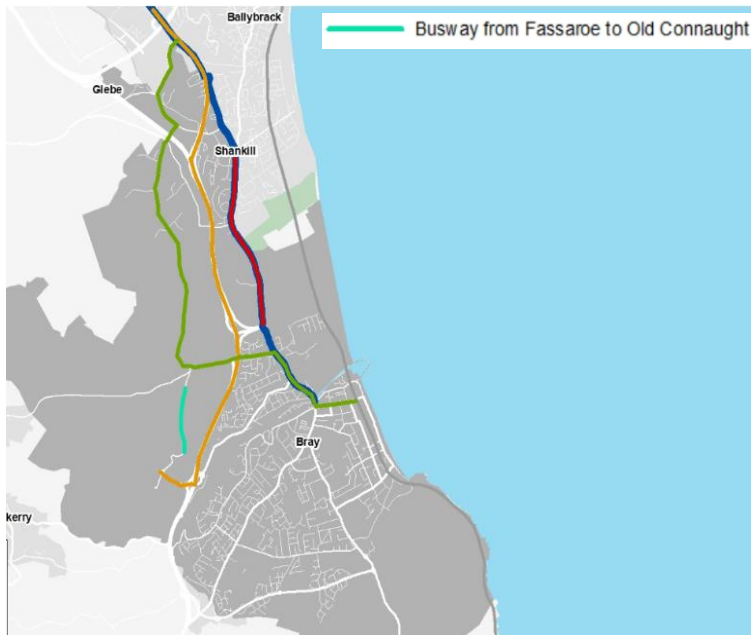 Ballybrack
Busway from Fassaroe to Old Connaught
Glebe
Shankill
Bray
kerry